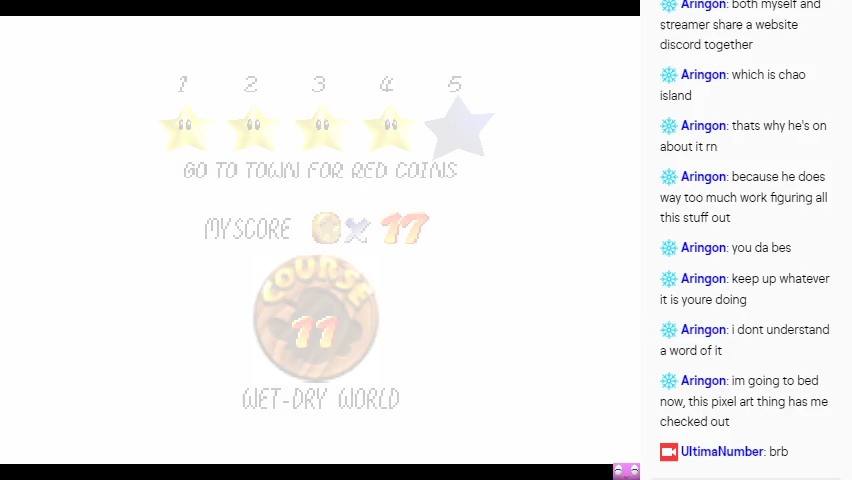 1 2 3 4 5
GO TO TOWN FOR RED COINS
MY SCORE × 17
COURSE
11
WET-DRY WORLD
Aringon: both myself and
streamer share a website
discord together
Aringon: which is chao
island
Aringon: thats why he's on
about it rn
Aringon: because he does
way too much work figuring all
this stuff out
Aringon: you da bes
Aringon: keep up whatever
it is youre doing
Aringon: i dont understand
a word of it
Aringon: im going to bed
now, this pixel art thing has me
checked out
UltimaNumber: brb